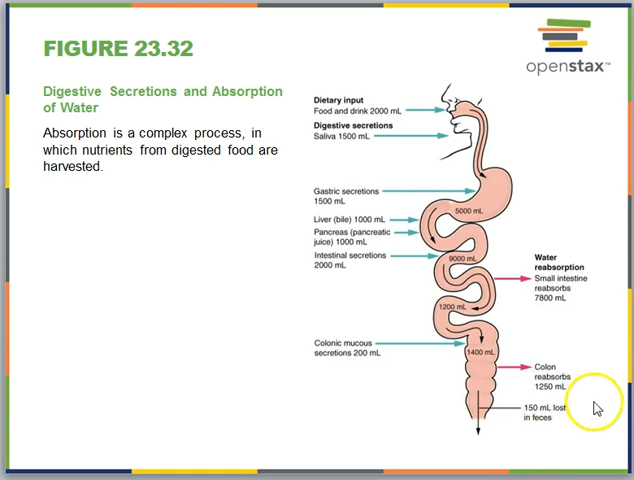 FIGURE 23.32
openstax™
Digestive Secretions and Absorption
of Water
Absorption is a complex process, in
which nutrients from digested food are
harvested.
Dietary input
Food and drink 2000 mL
Digestive secretions
Saliva 1500 mL
Gastric secretions
1500 mL
5000 mL
Liver (bile) 1000 mL
Pancreas (pancreatic
juice) 1000 mL
Intestinal secretions
2000 mL
9000 mL
Water
reabsorption
Small intestine
reabsorbs
7800 mL
1200 mL
Colonic mucous
secretions 200 mL
1400 mL
Colon
reabsorbs
1250 mL
150 mL lost
in feces